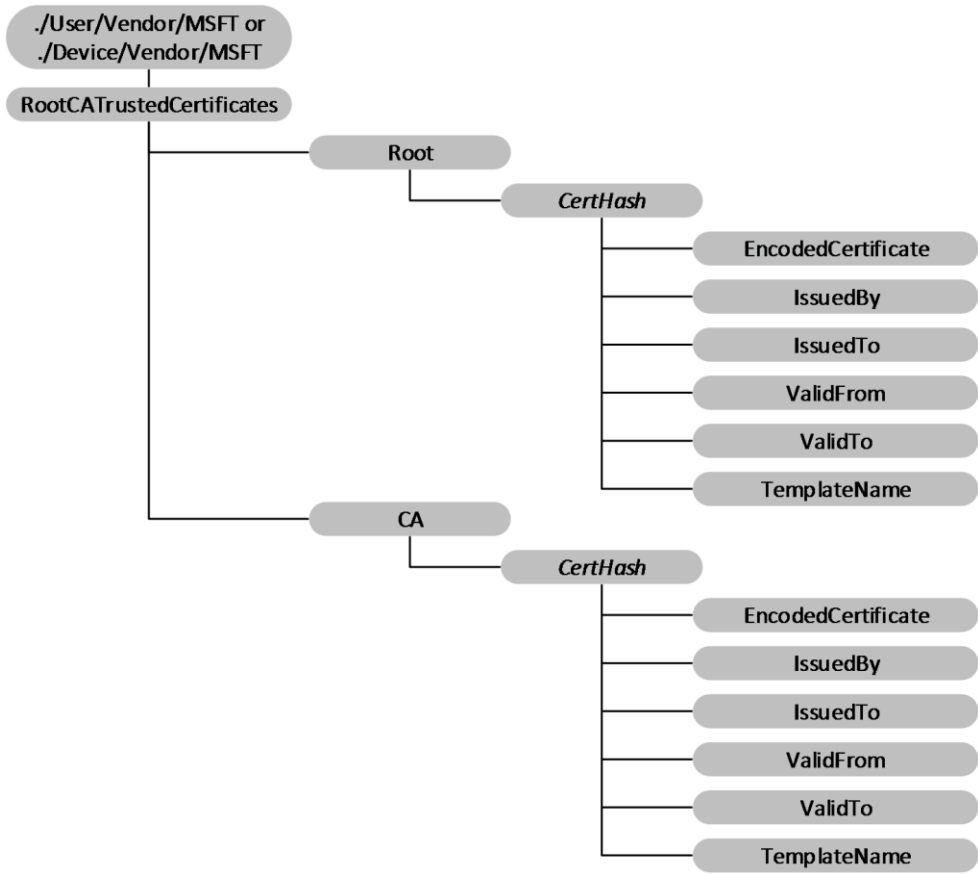 ./User/Vendor/MSFT or
./Device/Vendor/MSFT
RootCATrustedCertificates
Root
CertHash
EncodedCertificate
IssuedBy
IssuedTo
ValidFrom
ValidTo
TemplateName
CA
CertHash
EncodedCertificate
IssuedBy
IssuedTo
ValidFrom
ValidTo
TemplateName